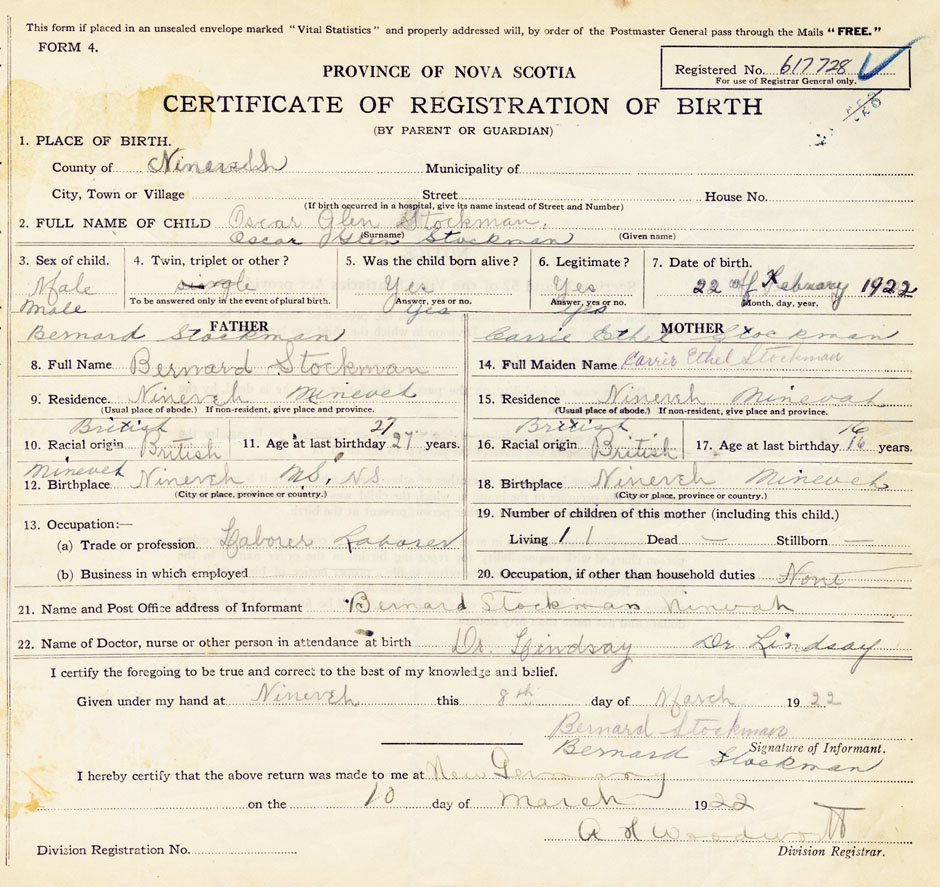 This form if placed in an unsealed envelope marked "Vital Statistics" and properly addressed will, by order of the Postmaster General pass through the Mails "FREE."
FORM 4.
Registered No. 617728
For use of Registrar General only.
PROVINCE OF NOVA SCOTIA
CERTIFICATE OF REGISTRATION OF BIRTH
(BY PARENT OR GUARDIAN)
1. PLACE OF BIRTH.
County of Nineveh Municipality of
City, Town or Village Street House No.
(If birth occurred in a hospital, give its name instead of Street and Number)
2. FULL NAME OF CHILD Oscar Glen Stockman,
Oscar Glen Stockman
(Surname) (Given name)
3. Sex of child. 4. Twin, triplet or other? 5. Was the child born alive? 6. Legitimate? 7. Date of birth.
Male single Yes Yes 22 of February 1922
To be answered only in the event of plural birth. Answer, yes or no. Answer, yes or no. Month, day, year.
Male Yes Yes
FATHER MOTHER
Bernard Stockman Carrie Ethel Stockman
8. Full Name Bernard Stockman 14. Full Maiden Name Carrie Ethel Stockman
9. Residence. Nineveh Ninevah 15. Residence Nineveh Ninevah
(Usual place of abode.) If non-resident, give place and province. (Usual place of abode.) If non-resident, give place and province.
British 27 British 16
10. Racial origin British 11. Age at last birthday 27 years. 16. Racial origin British 17. Age at last birthday 16 years.
Ninevah
12. Birthplace Nineveh N.S. N.S 18. Birthplace Nineveh Ninevah
(City or place, province or country.) (City or place, province or country.)
13. Occupation:— 19. Number of children of this mother (including this child.)
(a) Trade or profession Laborer Laborer Living 1 1 Dead — Stillborn —
(b) Business in which employed 20. Occupation, if other than household duties None
21. Name and Post Office address of Informant Bernard Stockman Ninevah
22. Name of Doctor, nurse or other person in attendance at birth Dr. Lindsay Dr Lindsay
I certify the foregoing to be true and correct to the best of my knowledge and belief.
Given under my hand at Nineveh this 8th day of March 1922
Bernard Stockman
Signature of Informant.
Bernard Stockman
I hereby certify that the above return was made to me at New Germany
on the 10 day of March 1922
Division Registration No. Division Registrar.